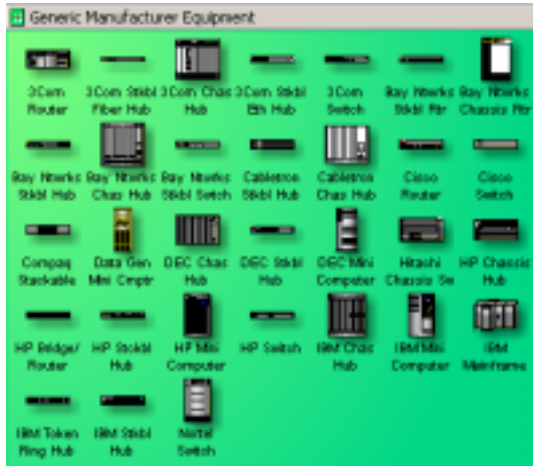 Generic Manufacturer Equipment
3Com 3Com Stkbl 3Com Chas 3Com Stkbl 3Com Bay Ntwrks Bay Ntwrks
Router Fiber Hub Hub Eth Hub Switch Stkbl Rtr Chassis Rtr
Bay Ntwrks Bay Ntwrks Bay Ntwrks Cabletron Cabletron Cisco Cisco
Stkbl Hub Chas Hub Stkbl Switch Stkbl Hub Chas Hub Router Switch
Compaq Data Gen DEC Chas DEC Stkbl DEC Mini Hitachi HP Chassis
Stackable Mini Cmptr Hub Hub Computer Chassis Sw Hub
HP Bridge/ HP Stckbl HP Mini HP Switch IBM Chas IBM Mini IBM
Router Hub Computer Hub Computer Mainframe
IBM Token IBM Stkbl Nortel
Ring Hub Hub Switch